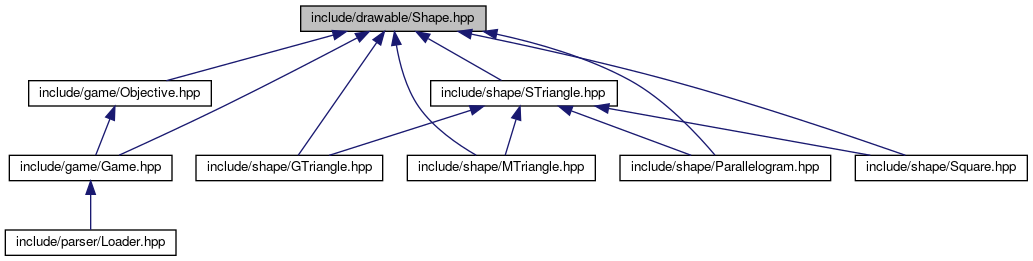 include/drawable/Shape.hpp
include/game/Objective.hpp
include/shape/STriangle.hpp
include/game/Game.hpp
include/shape/GTriangle.hpp
include/shape/MTriangle.hpp
include/shape/Parallelogram.hpp
include/shape/Square.hpp
include/parser/Loader.hpp